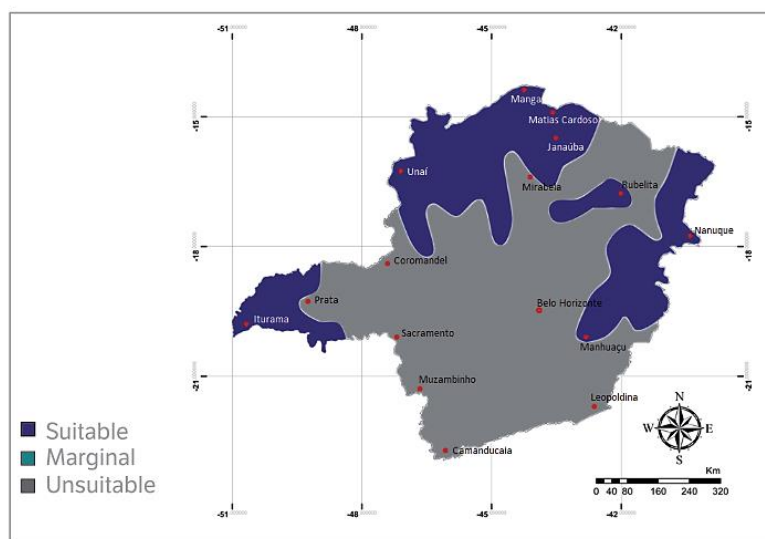 -51
-48
-45
-42
-15
-15
Manga
Matias Cardoso
Janaúba
Unaí
Mirabela
Rubelita
Nanuque
-18
-18
Coromandel
Prata
Belo Horizonte
Iturama
Sacramento
Manhuaçu
-21
-21
Muzambinho
Leopoldina
Camanducaia
Suitable
Marginal
Unsuitable
N
W E
S
Km
0 40 80 160 240 320
-51
-48
-45
-42